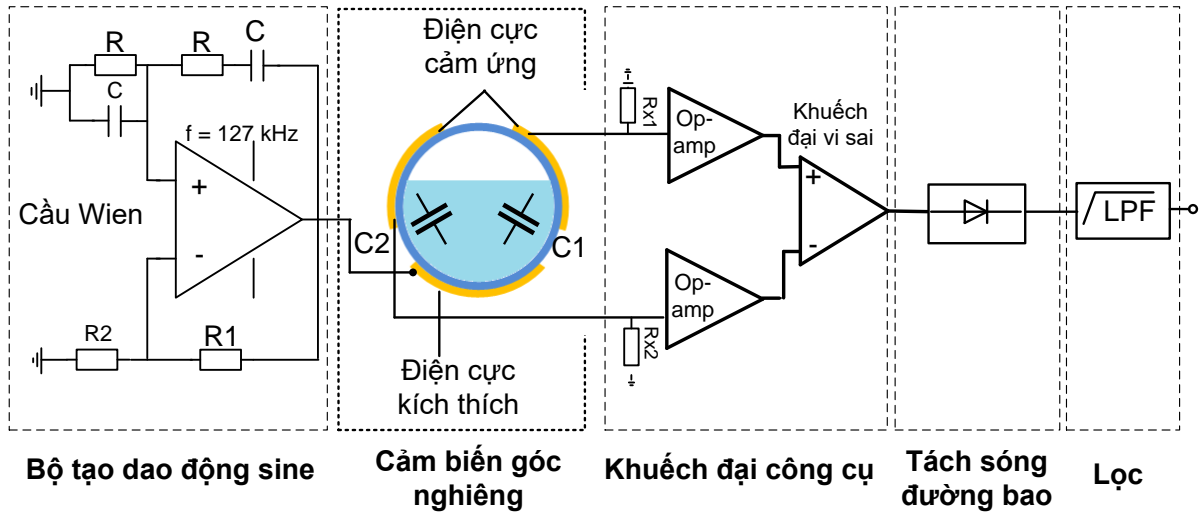 R
R
C
C
f = 127 kHz
+
-
Cầu Wien
R2
R1
Điện cực
cảm ứng
C2
C1
Điện cực
kích thích
Rx1
Op-
amp
Khuếch
đại vi sai
+
-
Op-
amp
Rx2
LPF
Bộ tạo dao động sine
Cảm biến góc
nghiêng
Khuếch đại công cụ
Tách sóng
đường bao
Lọc